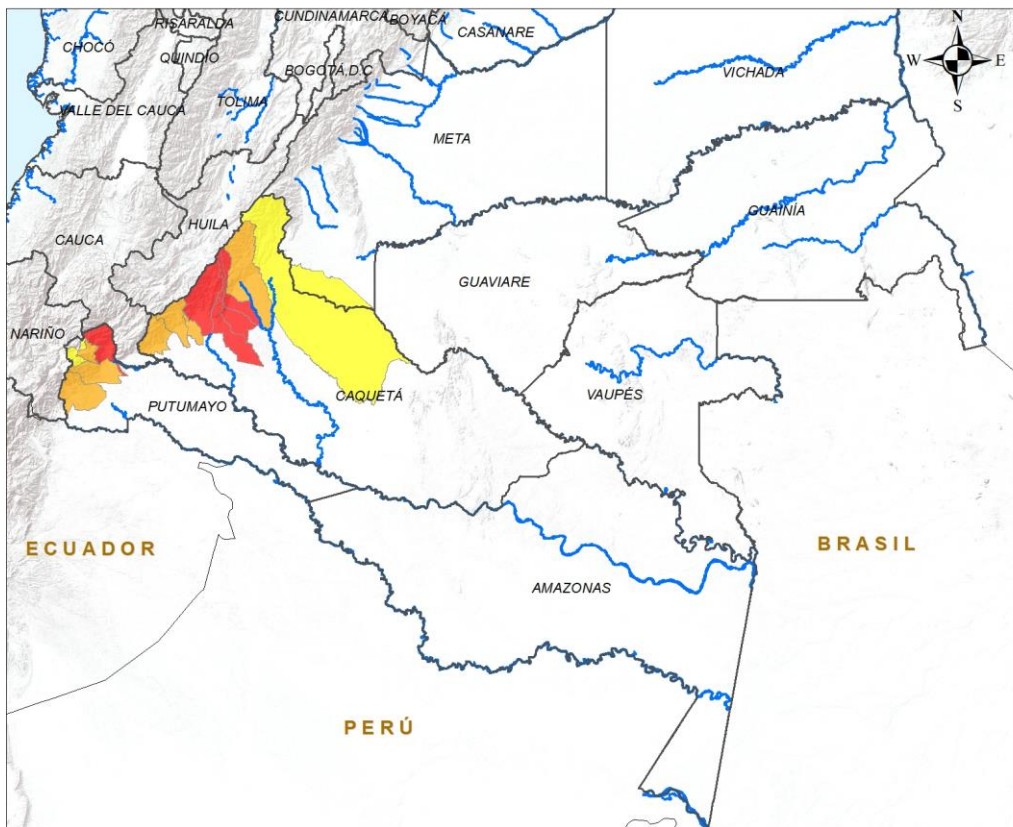 CUNDINAMARCA
BOYACÁ
RISARALDA
CASANARE
N
CHOCÓ
QUINDÍO
BOGOTÁ,D.C
W
E
VICHADA
S
VALLE DEL CAUCA
TOLIMA
META
GUAINÍA
HUILA
CAUCA
GUAVIARE
NARIÑO
CAQUETÁ
VAUPÉS
PUTUMAYO
ECUADOR
BRASIL
AMAZONAS
PERÚ